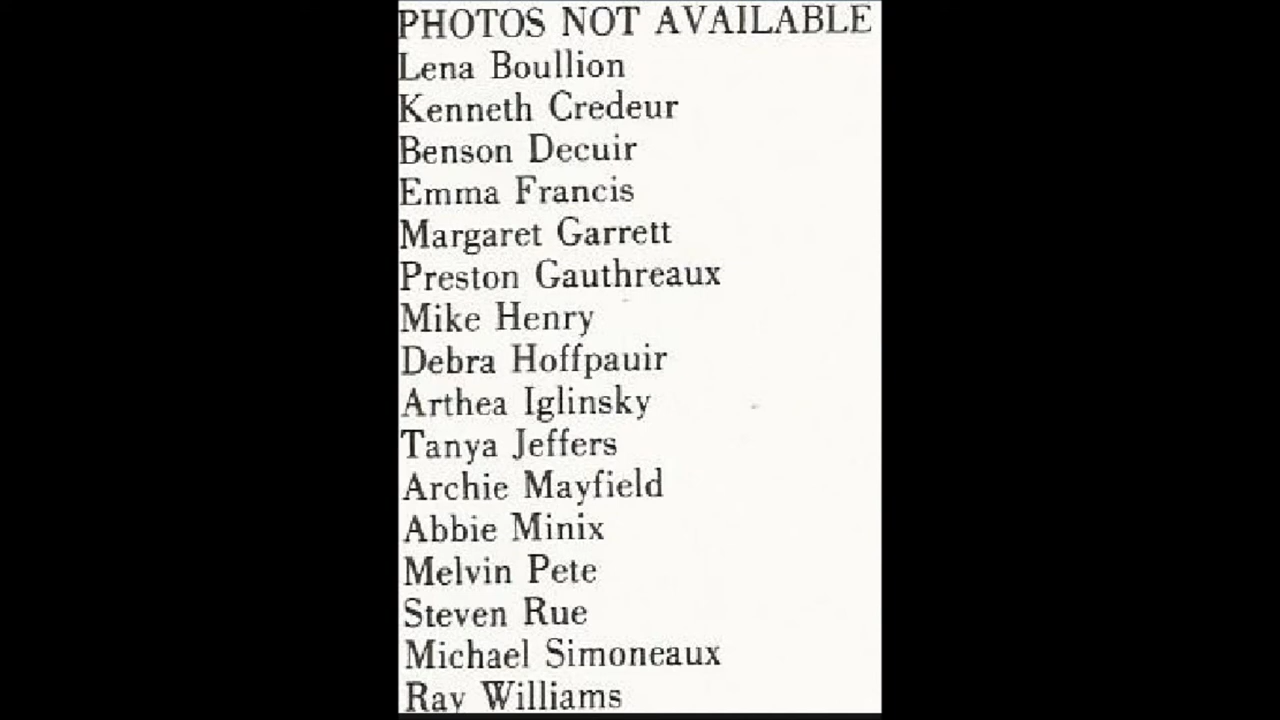 PHOTOS NOT AVAILABLE
Lena Boullion
Kenneth Credeur
Benson Decuir
Emma Francis
Margaret Garrett
Preston Gauthreaux
Mike Henry
Debra Hoffpauir
Arthea Iglinsky
Tanya Jeffers
Archie Mayfield
Abbie Minix
Melvin Pete
Steven Rue
Michael Simoneaux
Ray Williams